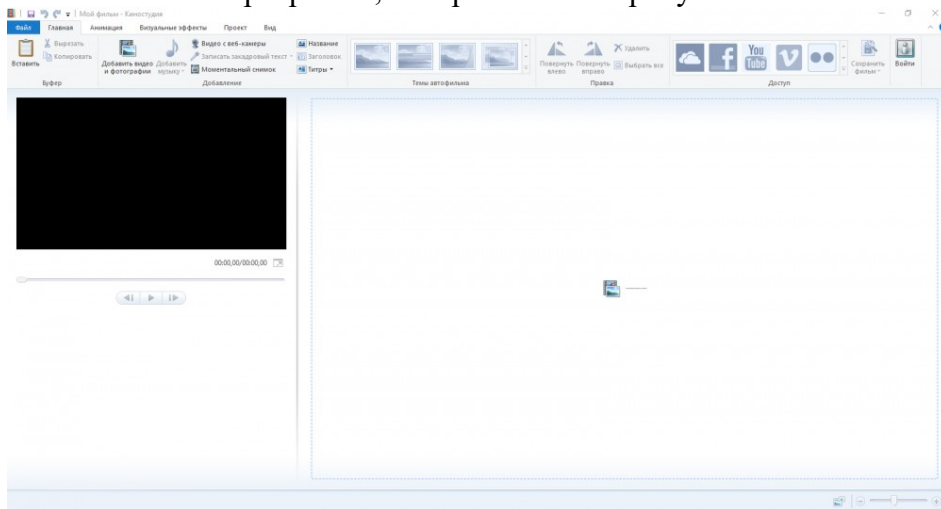 Мой фильм - Киностудия
Файл Главная Анимация Визуальные эффекты Проект Вид
Вставить
Вырезать
Копировать
Буфер
Добавить видео
и фотографии
Добавить
музыку
Видео с веб-камеры
Записать закадровый текст
Моментальный снимок
Название
Заголовок
Титры
Добавление
Темы автофильма
Повернуть
влево
Повернуть
вправо
Удалить
Выбрать все
Правка
f
You
Tube
V
Доступ
Сохранить
фильм
Войти
00:00,00/00:00,00